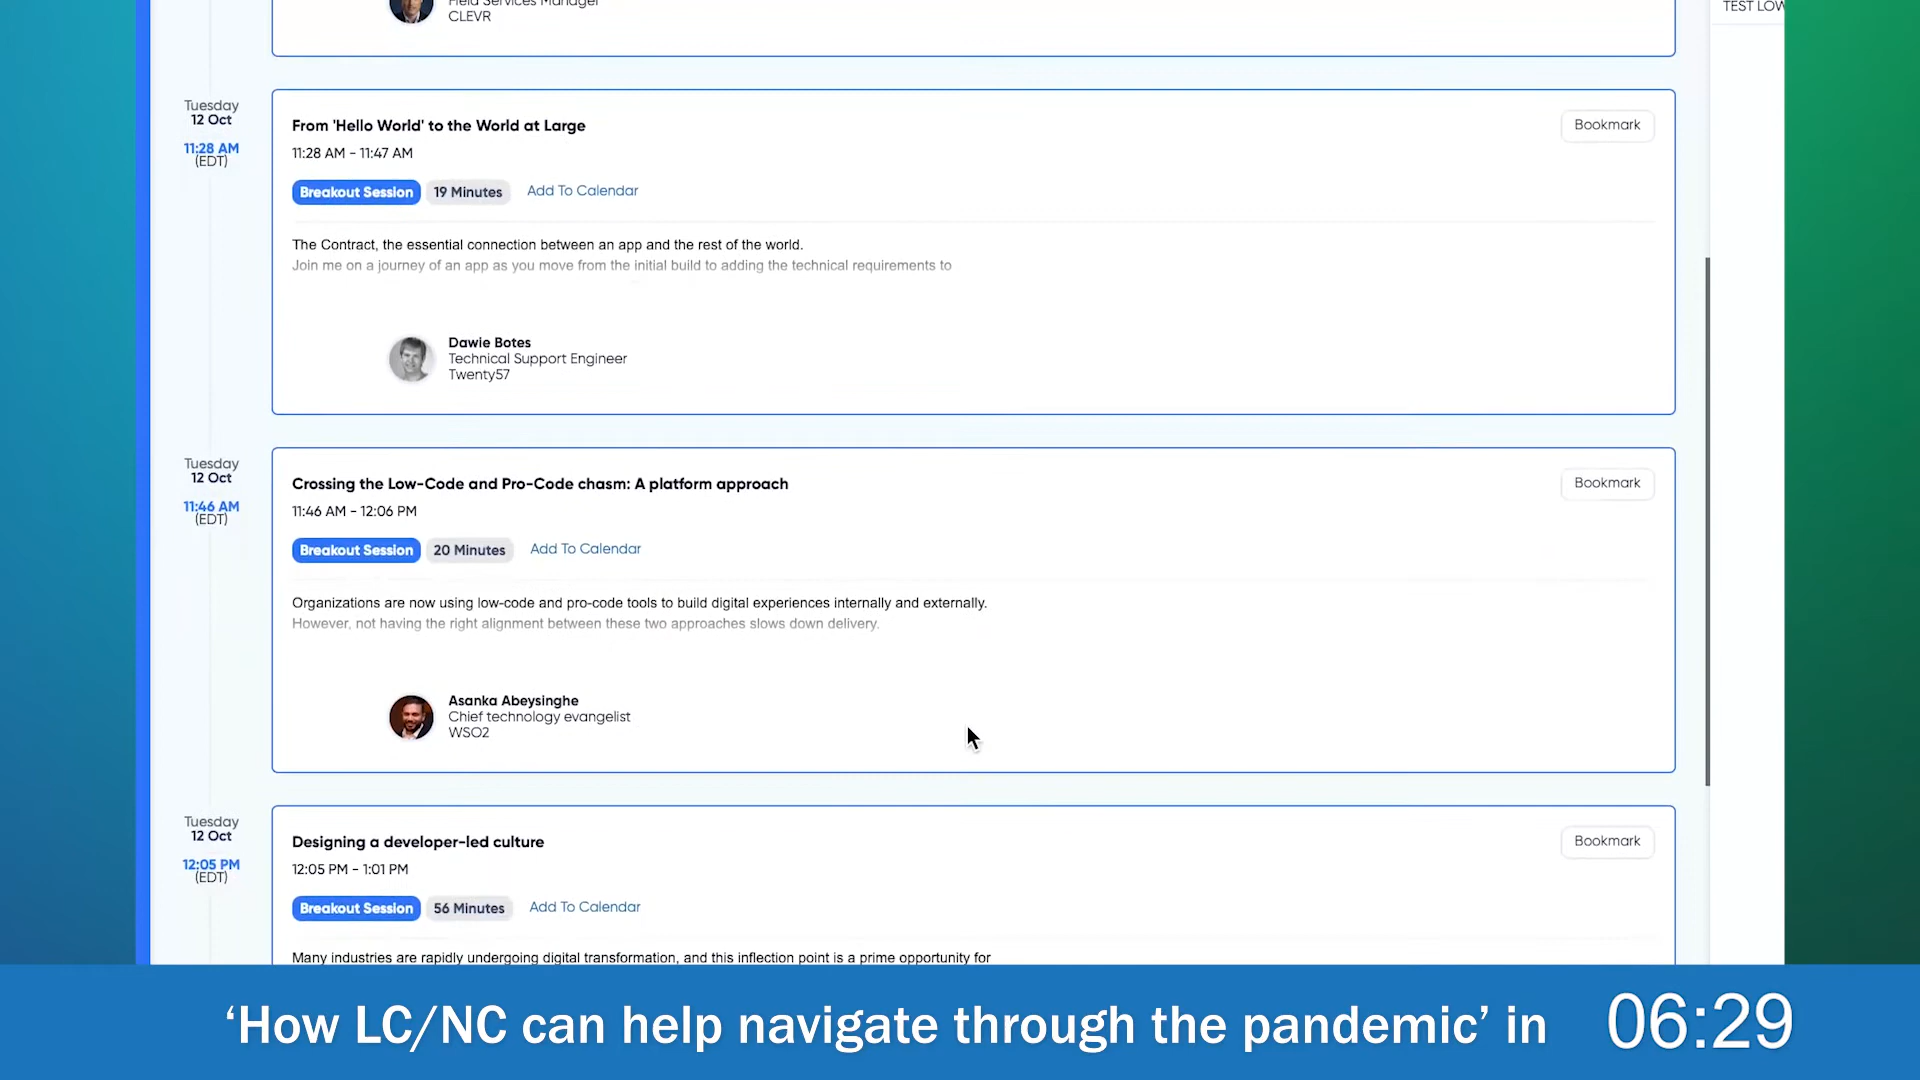 Field Services Manager
CLEVR
TEST LOW
Tuesday
12 Oct
11:28 AM
(EDT)
From 'Hello World' to the World at Large
Bookmark
11:28 AM - 11:47 AM
Breakout Session
19 Minutes
Add To Calendar
The Contract, the essential connection between an app and the rest of the world.
Join me on a journey of an app as you move from the initial build to adding the technical requirements to
Dawie Botes
Technical Support Engineer
Twenty57
Tuesday
12 Oct
11:46 AM
(EDT)
Crossing the Low-Code and Pro-Code chasm: A platform approach
Bookmark
11:46 AM - 12:06 PM
Breakout Session
20 Minutes
Add To Calendar
Organizations are now using low-code and pro-code tools to build digital experiences internally and externally.
However, not having the right alignment between these two approaches slows down delivery.
Asanka Abeysinghe
Chief technology evangelist
WSO2
Tuesday
12 Oct
12:05 PM
(EDT)
Designing a developer-led culture
Bookmark
12:05 PM - 1:01 PM
Breakout Session
56 Minutes
Add To Calendar
Many industries are rapidly undergoing digital transformation, and this inflection point is a prime opportunity for
‘How LC/NC can help navigate through the pandemic’ in 06:29